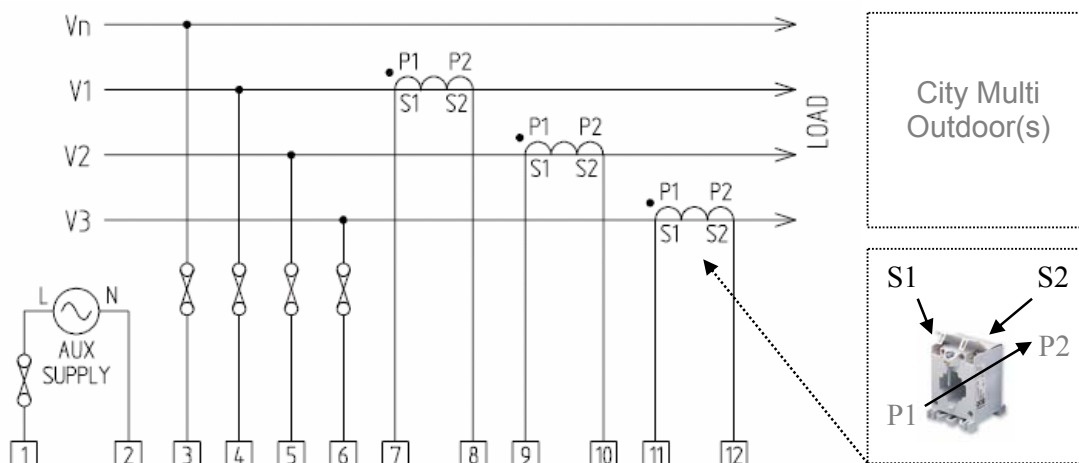 Vn
P1 P2
V1
S1 S2
P1 P2
V2
S1 S2
P1 P2
V3
S1 S2
LOAD
City Multi
Outdoor(s)
L N
AUX
SUPPLY
S1 S2
P2
P1
1 2 3 4 5 6 7 8 9 10 11 12